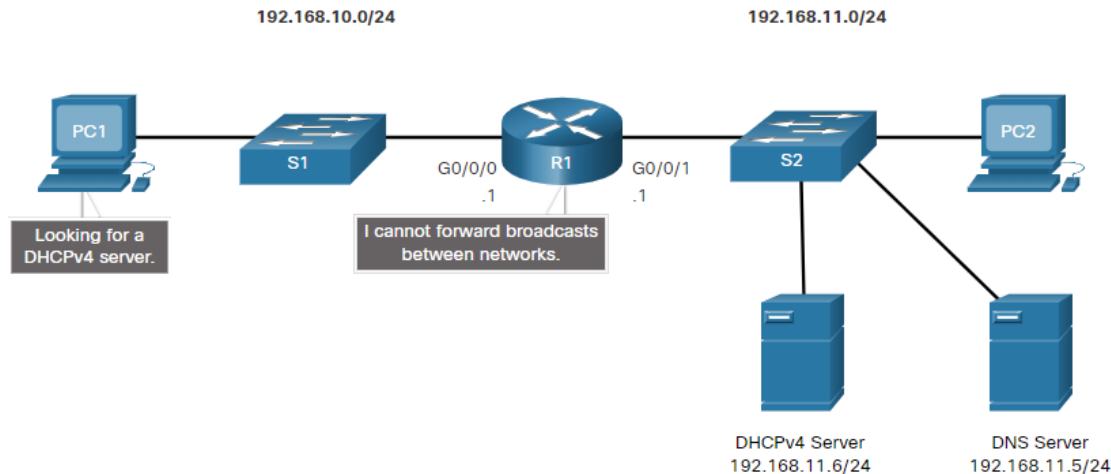 192.168.10.0/24
192.168.11.0/24
PC1
S1
G0/0/0
.1
R1
G0/0/1
.1
S2
PC2
Looking for a
DHCPv4 server.
I cannot forward broadcasts
between networks.
DHCPv4 Server
192.168.11.6/24
DNS Server
192.168.11.5/24